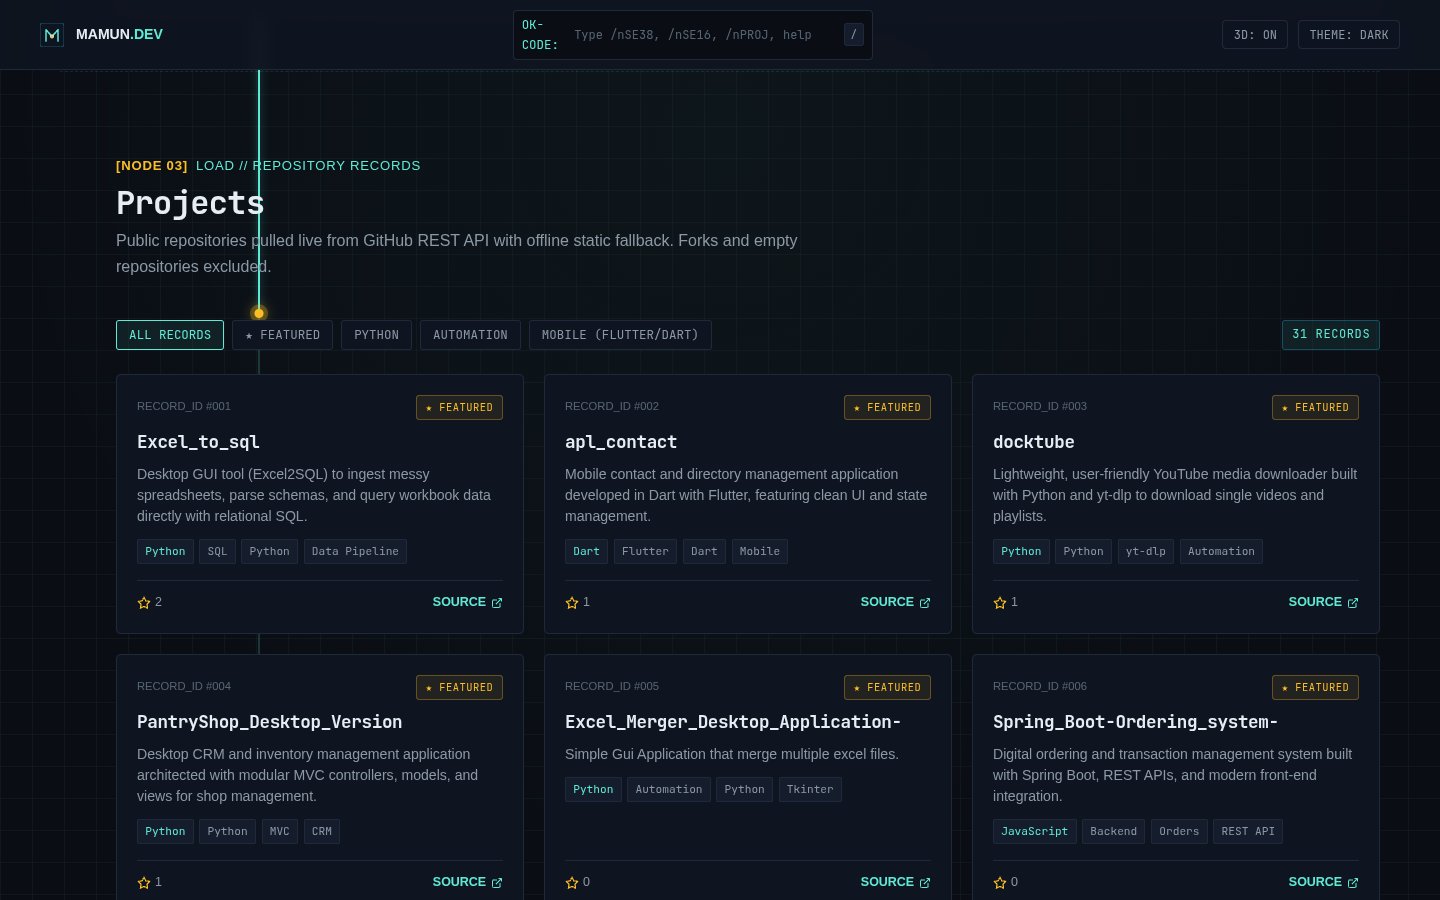 MAMUN.DEV
OK-CODE:
Type /nSE38, /nSE16, /nPROJ, help
/
3D: ON
THEME: DARK
[NODE 03] LOAD // REPOSITORY RECORDS
Projects
Public repositories pulled live from GitHub REST API with offline static fallback. Forks and empty
repositories excluded.
ALL RECORDS
★ FEATURED
PYTHON
AUTOMATION
MOBILE (FLUTTER/DART)
31 RECORDS
RECORD_ID #001
★ FEATURED
Excel_to_sql
Desktop GUI tool (Excel2SQL) to ingest messy
spreadsheets, parse schemas, and query workbook data
directly with relational SQL.
Python SQL Python Data Pipeline
2
SOURCE
RECORD_ID #002
★ FEATURED
apl_contact
Mobile contact and directory management application
developed in Dart with Flutter, featuring clean UI and state
management.
Dart Flutter Dart Mobile
1
SOURCE
RECORD_ID #003
★ FEATURED
docktube
Lightweight, user-friendly YouTube media downloader built
with Python and yt-dlp to download single videos and
playlists.
Python Python yt-dlp Automation
1
SOURCE
RECORD_ID #004
★ FEATURED
PantryShop_Desktop_Version
Desktop CRM and inventory management application
architected with modular MVC controllers, models, and
views for shop management.
Python Python MVC CRM
1
SOURCE
RECORD_ID #005
★ FEATURED
Excel_Merger_Desktop_Application-
Simple Gui Application that merge multiple excel files.
Python Automation Python Tkinter
0
SOURCE
RECORD_ID #006
★ FEATURED
Spring_Boot-Ordering_system-
Digital ordering and transaction management system built
with Spring Boot, REST APIs, and modern front-end
integration.
JavaScript Backend Orders REST API
0
SOURCE